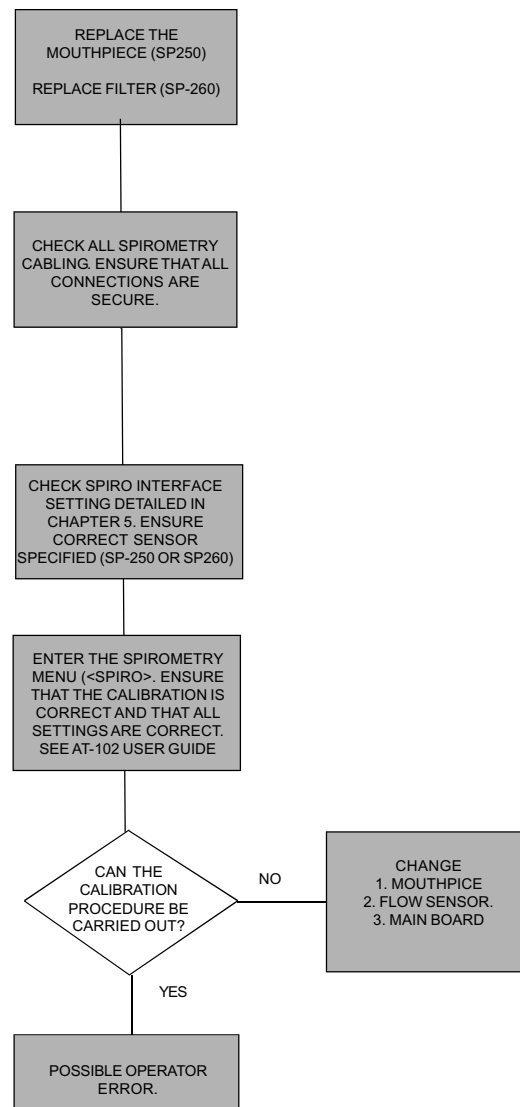 REPLACE THE
MOUTHPIECE (SP250)
REPLACE FILTER (SP-260)
CHECK ALL SPIROMETRY
CABLING. ENSURE THAT ALL
CONNECTIONS ARE
SECURE.
CHECK SPIRO INTERFACE
SETTING DETAILED IN
CHAPTER 5. ENSURE
CORRECT SENSOR
SPECIFIED (SP-250 OR SP260)
ENTER THE SPIROMETRY
MENU (<SPIRO>. ENSURE
THAT THE CALIBRATION IS
CORRECT AND THAT ALL
SETTINGS ARE CORRECT.
SEE AT-102 USER GUIDE
CAN THE
CALIBRATION
PROCEDURE BE
CARRIED OUT?
NO
CHANGE
1. MOUTHPICE
2. FLOW SENSOR.
3. MAIN BOARD
YES
POSSIBLE OPERATOR
ERROR.